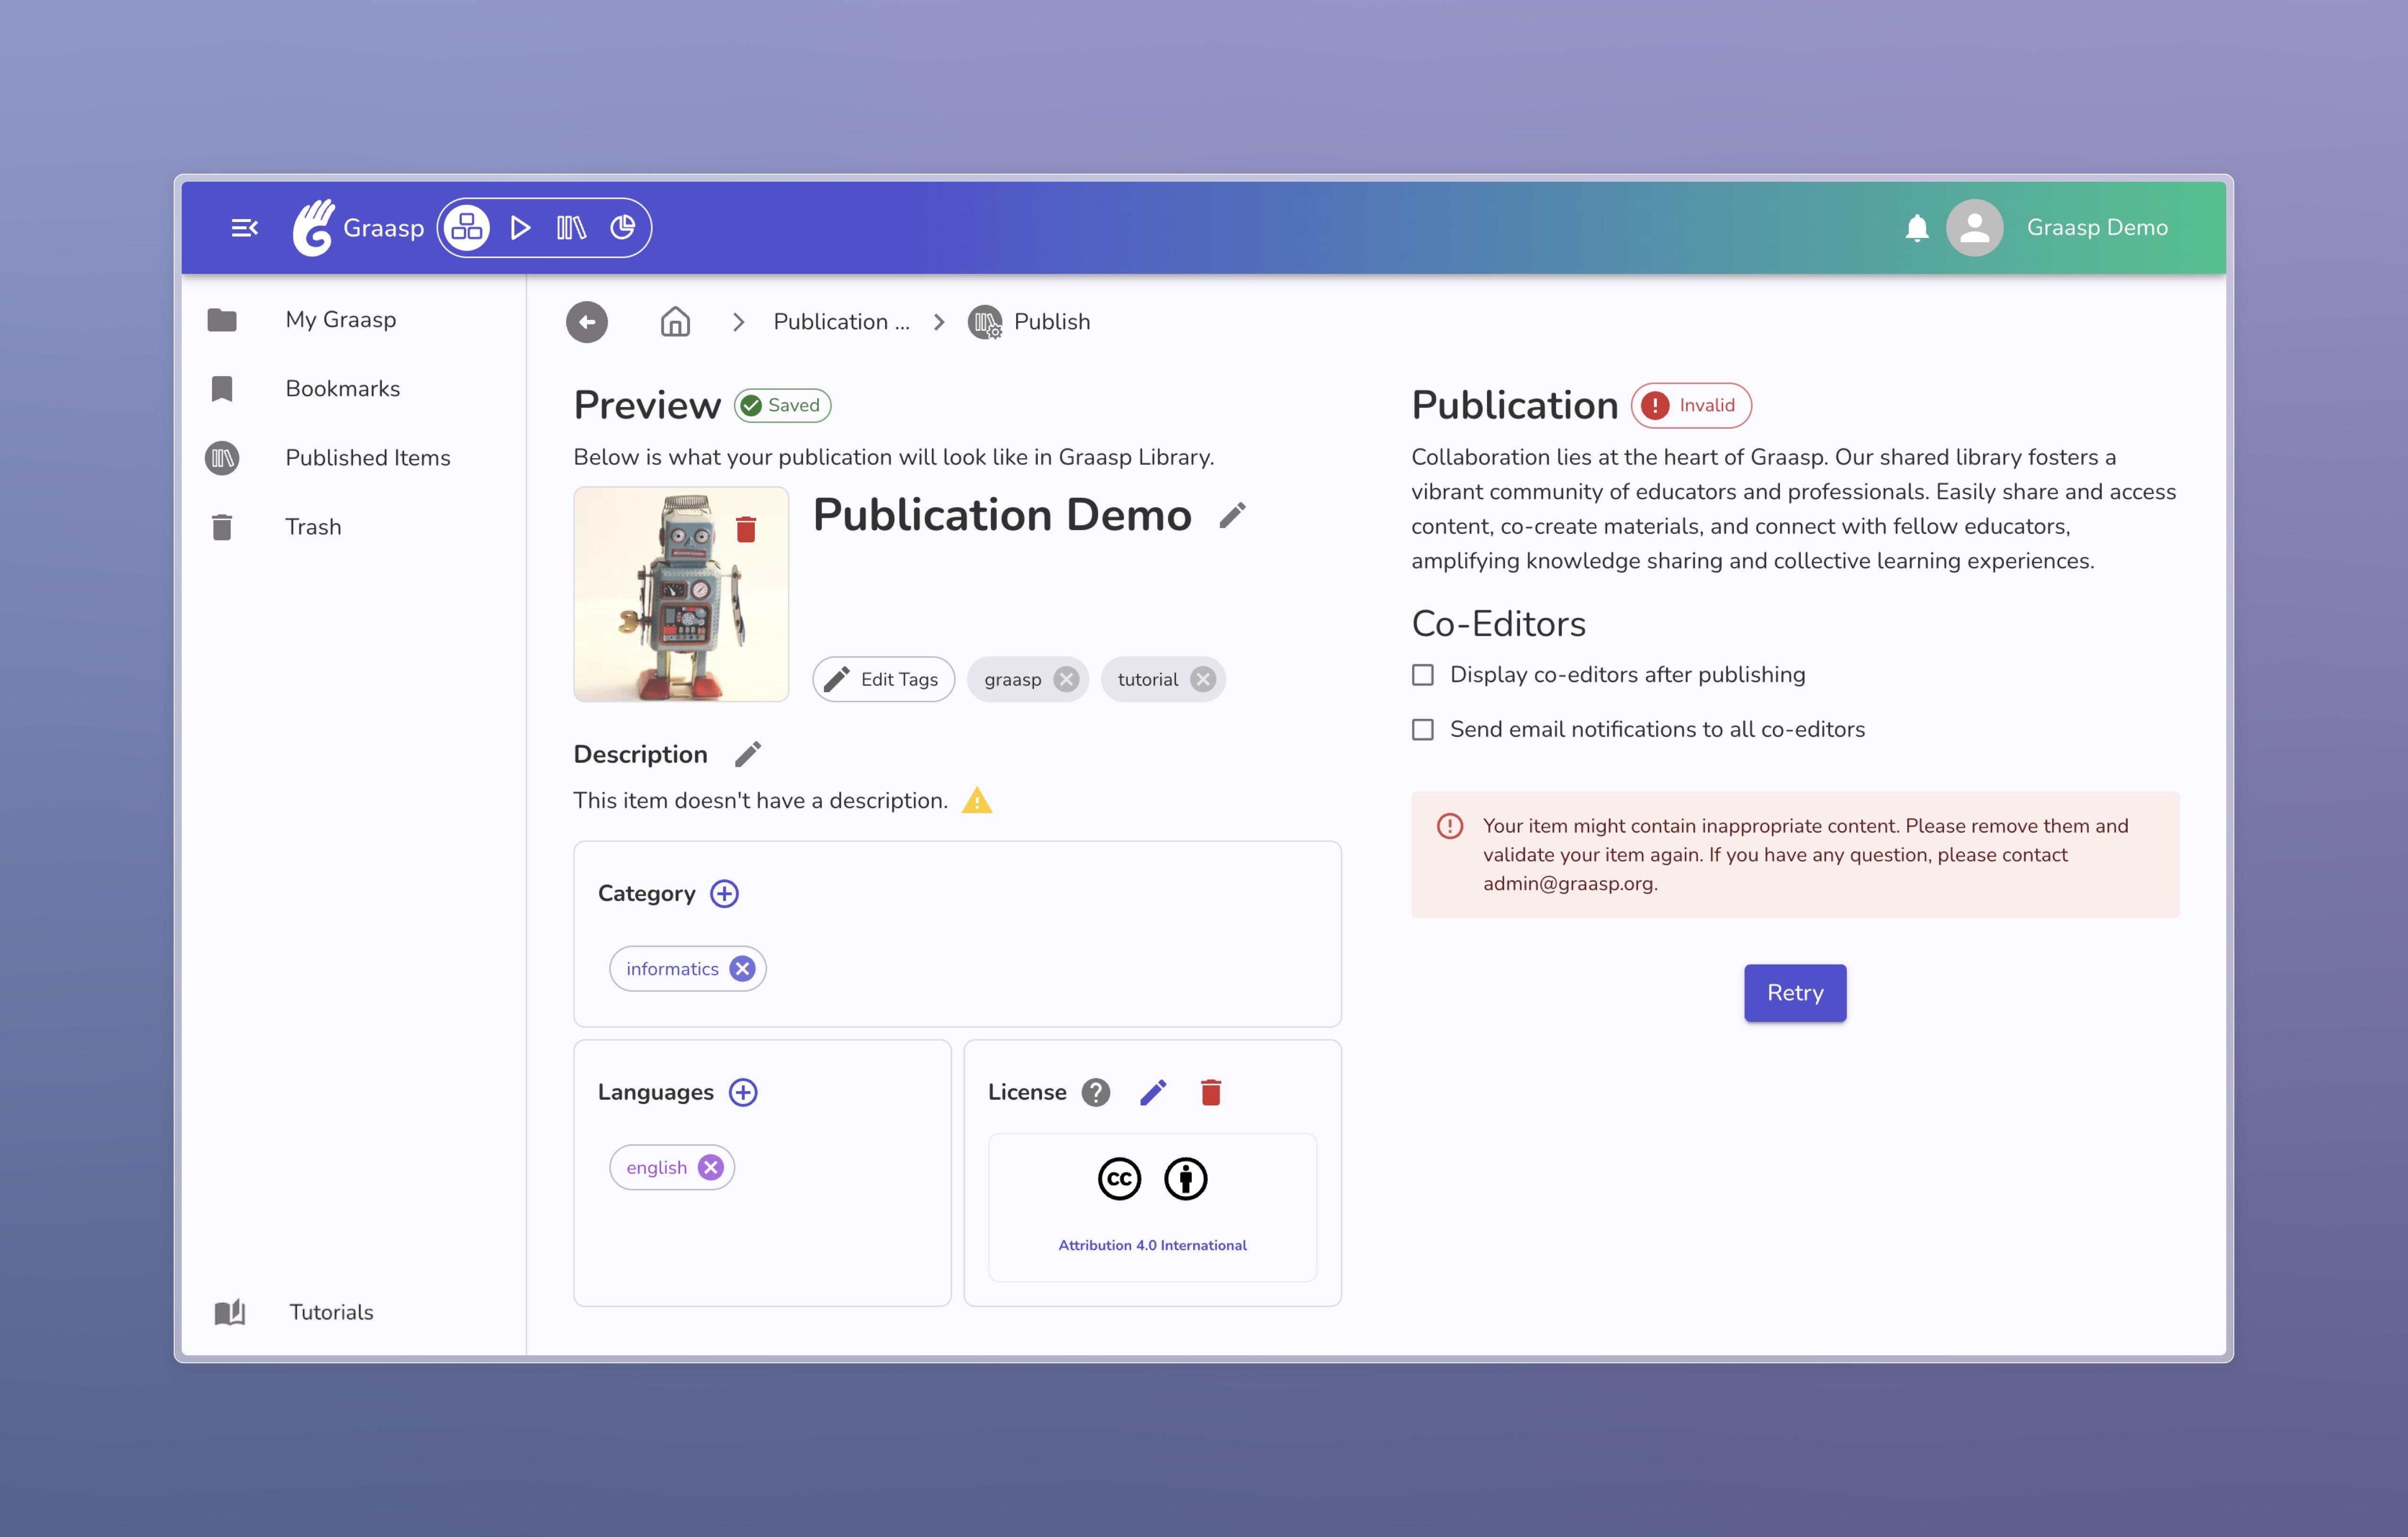 Graasp
Graasp Demo
My Graasp
Bookmarks
Published Items
Trash
Tutorials
Publication ...
Publish
Preview
Saved
Below is what your publication will look like in Graasp Library.
Publication Demo
Edit Tags
graasp
tutorial
Description
This item doesn't have a description.
Category
informatics
Languages
english
License
cc
Attribution 4.0 International
Publication
Invalid
Collaboration lies at the heart of Graasp. Our shared library fosters a
vibrant community of educators and professionals. Easily share and access
content, co-create materials, and connect with fellow educators,
amplifying knowledge sharing and collective learning experiences.
Co-Editors
Display co-editors after publishing
Send email notifications to all co-editors
Your item might contain inappropriate content. Please remove them and
validate your item again. If you have any question, please contact
admin@graasp.org.
Retry